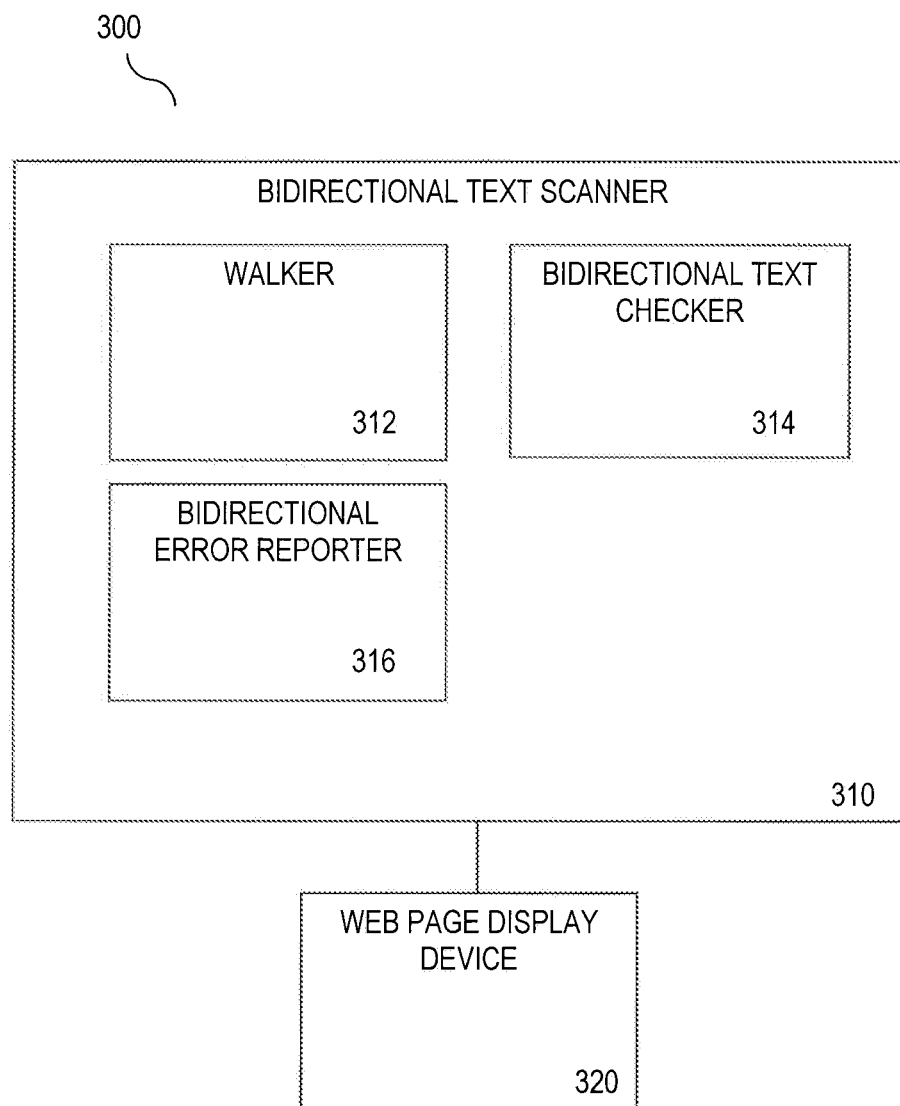 300
BIDIRECTIONAL TEXT SCANNER
WALKER
312
BIDIRECTIONAL TEXT
CHECKER
314
BIDIRECTIONAL
ERROR REPORTER
316
310
WEB PAGE DISPLAY
DEVICE
320